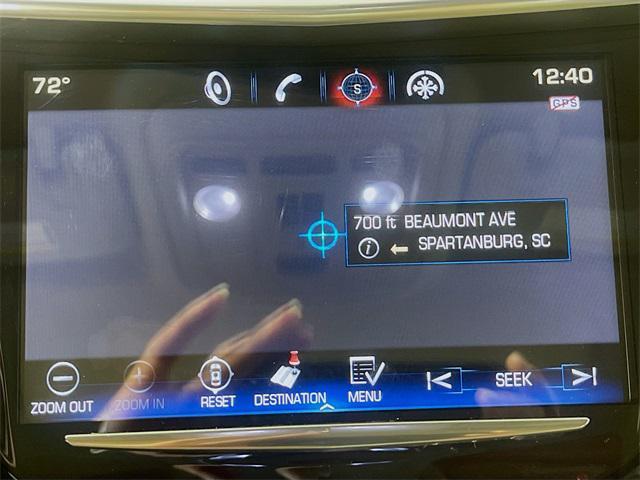 72° S 12:40
GPS
700 ft BEAUMONT AVE
i ← SPARTANBURG, SC
ZOOM OUT ZOOM IN RESET DESTINATION MENU SEEK